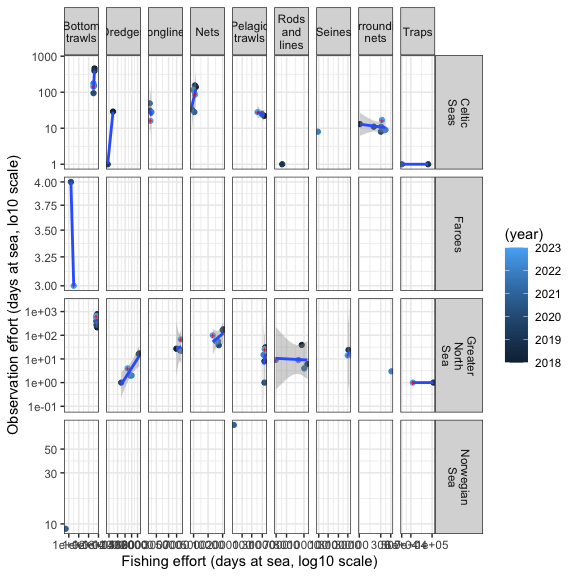 Bottom trawls
Dredges
Nets
Pelagic trawls
Rods and lines
Seines
nets
Traps
1000
100
10
1
Celtic Seas
4.00
3.75
3.50
3.25
3.00
Faroes
1e+03
1e+02
1e+01
1e+00
1e-01
Greater North Sea
50
30
10
Norwegian Sea
Observation effort (days at sea, lo10 scale)
Fishing effort (days at sea, log10 scale)
(year)
2023
2022
2021
2020
2019
2018